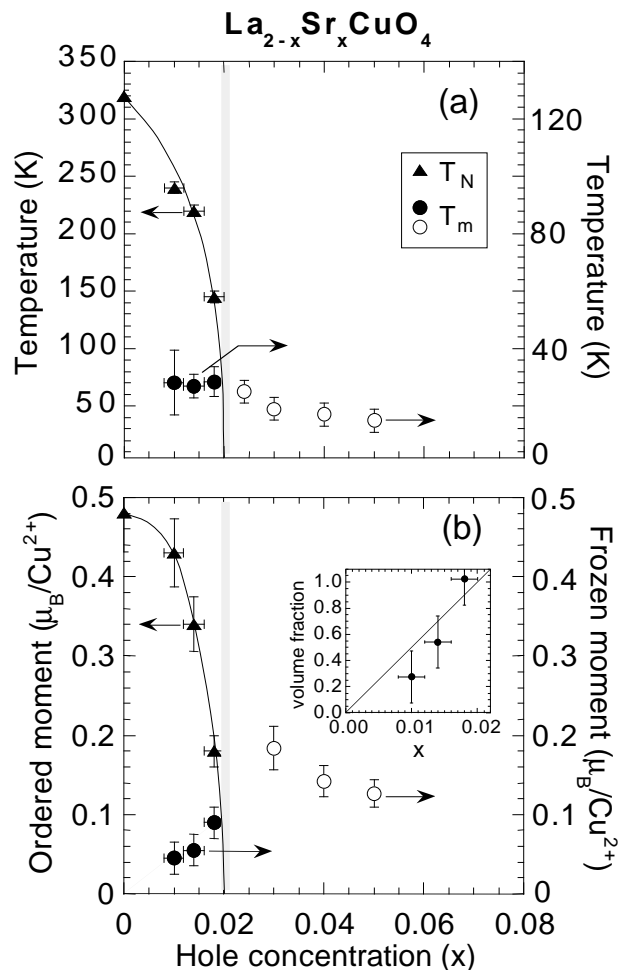 La2-xSrxCuO4
(a)
350
300
250
200
150
100
50
0
Temperature (K)
120
80
40
0
Temperature (K)
TN
Tm
(b)
0.5
0.4
0.3
0.2
0.1
0
Ordered moment (μB/Cu2+)
0.5
0.4
0.3
0.2
0.1
0
Frozen moment (μB/Cu2+)
1.0
0.8
0.6
0.4
0.2
0.0
volume fraction
0.00 0.01 0.02
x
0 0.02 0.04 0.06 0.08
Hole concentration (x)